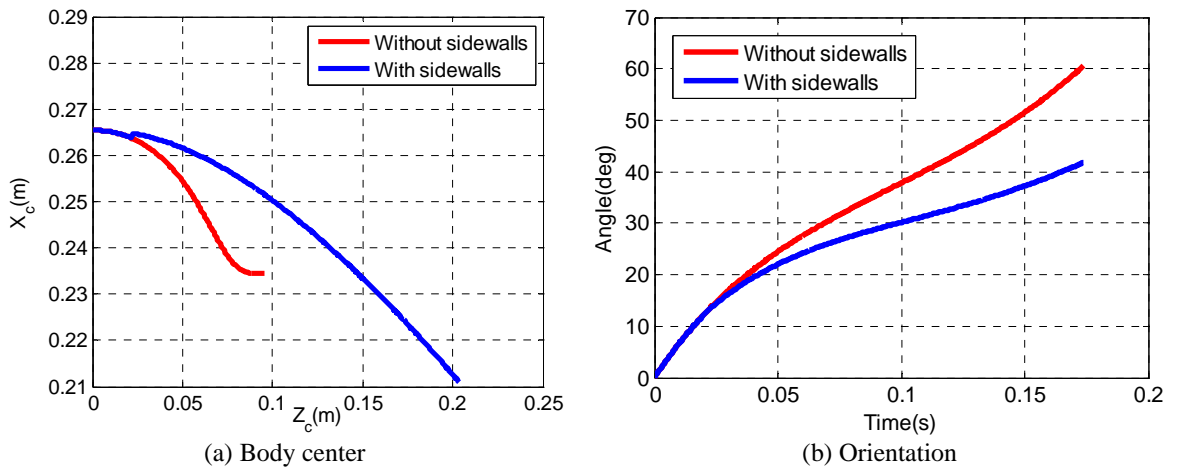 0.29
0.28
0.27
0.26
0.25
0.24
0.23
0.22
0.21
X_c(m)
Without sidewalls
With sidewalls
0 0.05 0.1 0.15 0.2 0.25
Z_c(m)
(a) Body center
70
60
50
40
30
20
10
0
Angle(deg)
Without sidewalls
With sidewalls
0 0.05 0.1 0.15 0.2
Time(s)
(b) Orientation